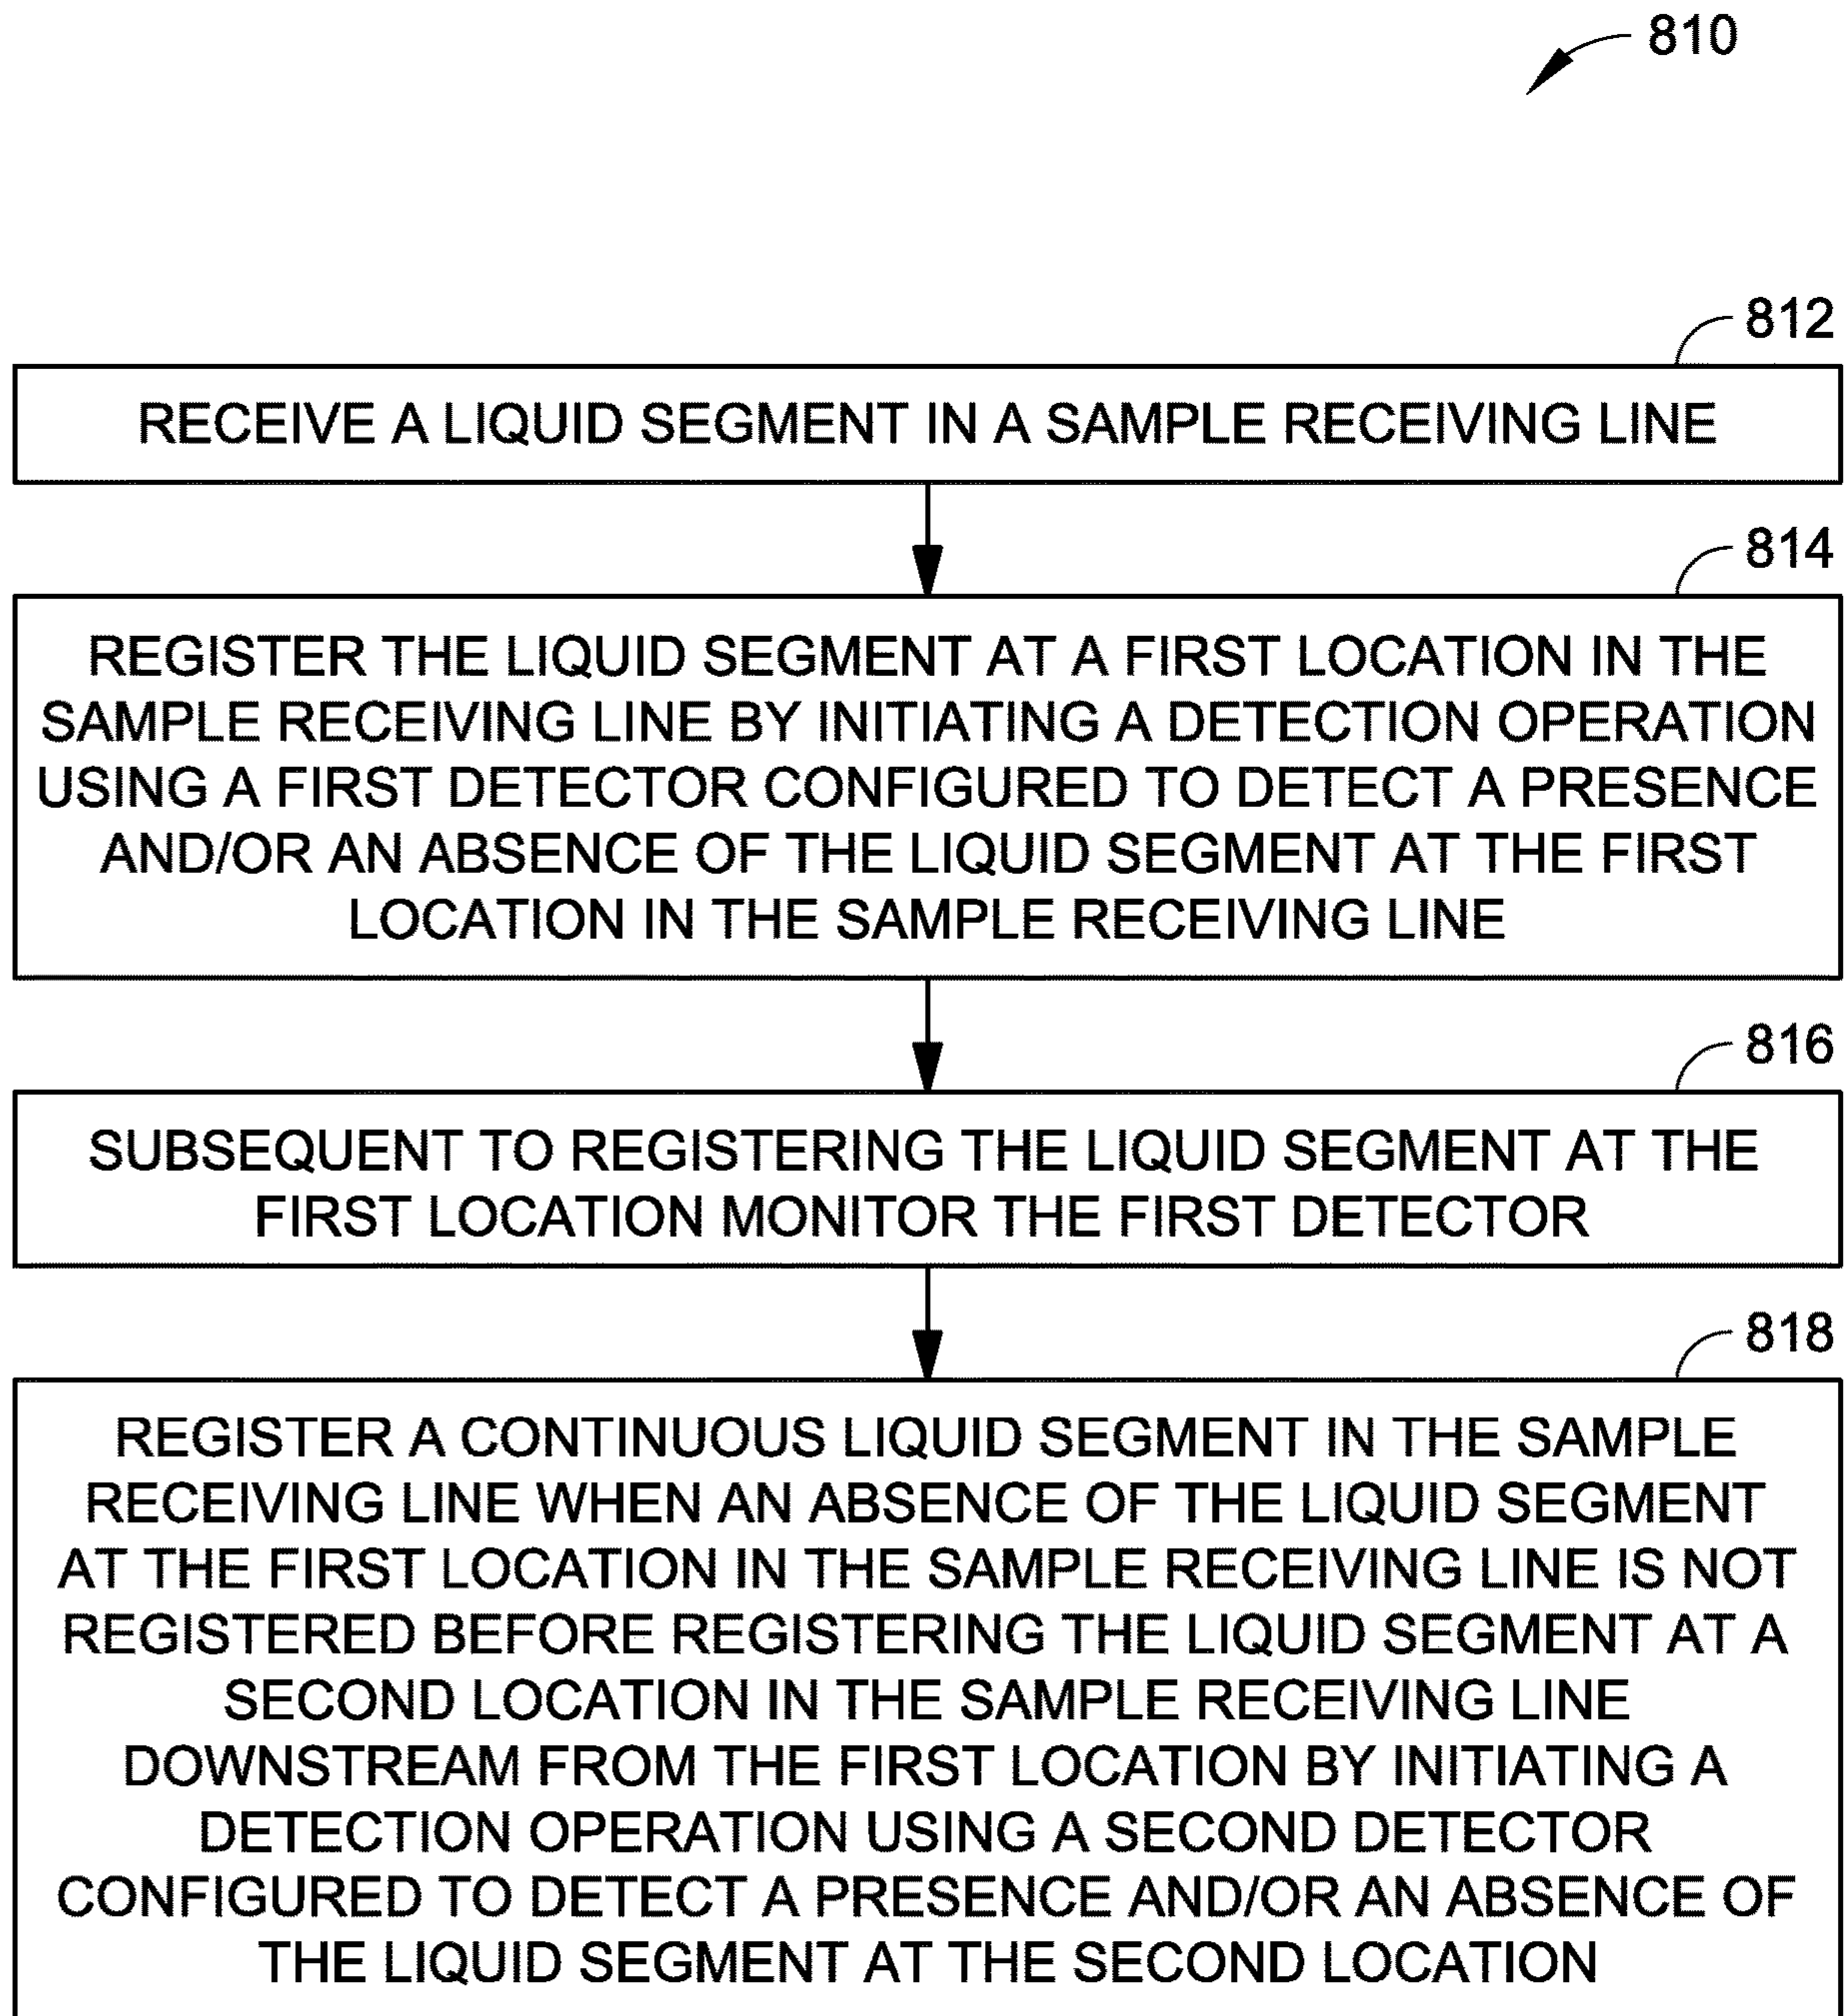 810
812
RECEIVE A LIQUID SEGMENT IN A SAMPLE RECEIVING LINE
814
REGISTER THE LIQUID SEGMENT AT A FIRST LOCATION IN THE
SAMPLE RECEIVING LINE BY INITIATING A DETECTION OPERATION
USING A FIRST DETECTOR CONFIGURED TO DETECT A PRESENCE
AND/OR AN ABSENCE OF THE LIQUID SEGMENT AT THE FIRST
LOCATION IN THE SAMPLE RECEIVING LINE
816
SUBSEQUENT TO REGISTERING THE LIQUID SEGMENT AT THE
FIRST LOCATION MONITOR THE FIRST DETECTOR
818
REGISTER A CONTINUOUS LIQUID SEGMENT IN THE SAMPLE
RECEIVING LINE WHEN AN ABSENCE OF THE LIQUID SEGMENT
AT THE FIRST LOCATION IN THE SAMPLE RECEIVING LINE IS NOT
REGISTERED BEFORE REGISTERING THE LIQUID SEGMENT AT A
SECOND LOCATION IN THE SAMPLE RECEIVING LINE
DOWNSTREAM FROM THE FIRST LOCATION BY INITIATING A
DETECTION OPERATION USING A SECOND DETECTOR
CONFIGURED TO DETECT A PRESENCE AND/OR AN ABSENCE OF
THE LIQUID SEGMENT AT THE SECOND LOCATION